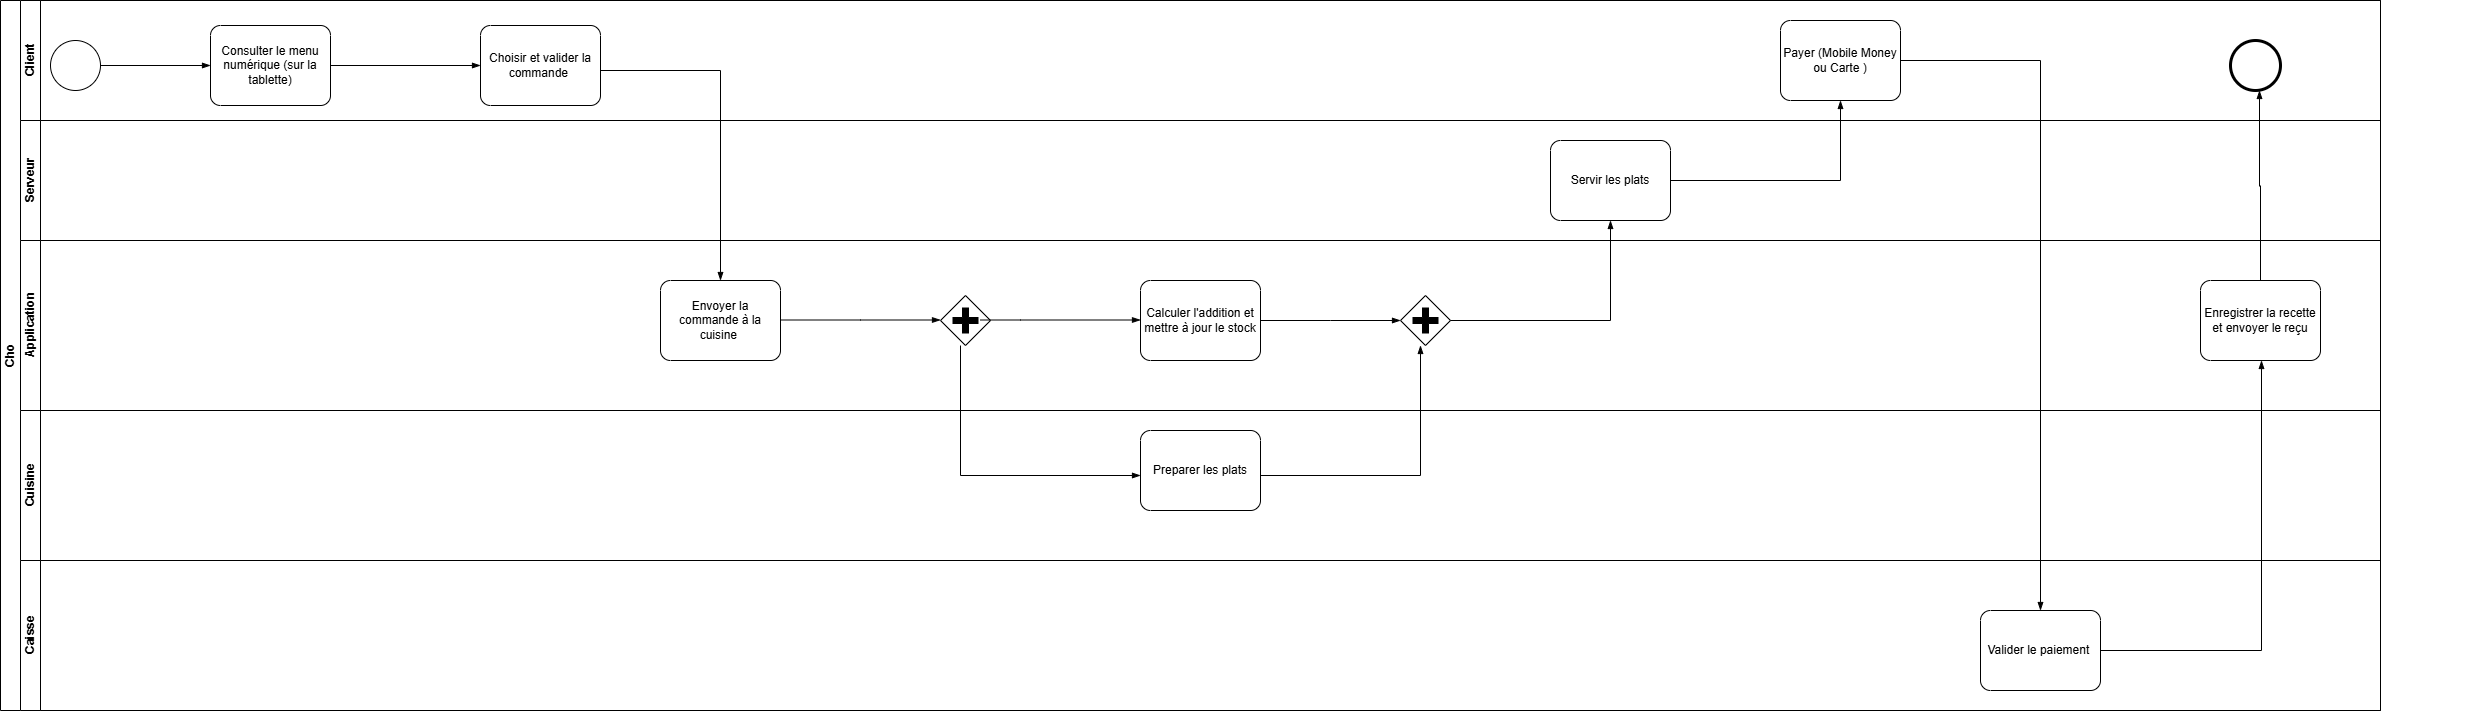 Cho
Client
Consulter le menu
numérique (sur la
tablette)
Choisir et valider la
commande
Payer (Mobile Money
ou Carte )
Serveur
Servir les plats
Application
Envoyer la
commande à la
cuisine
Calculer l'addition et
mettre à jour le stock
Enregistrer la recette
et envoyer le reçu
Cuisine
Preparer les plats
Caisse
Valider le paiement